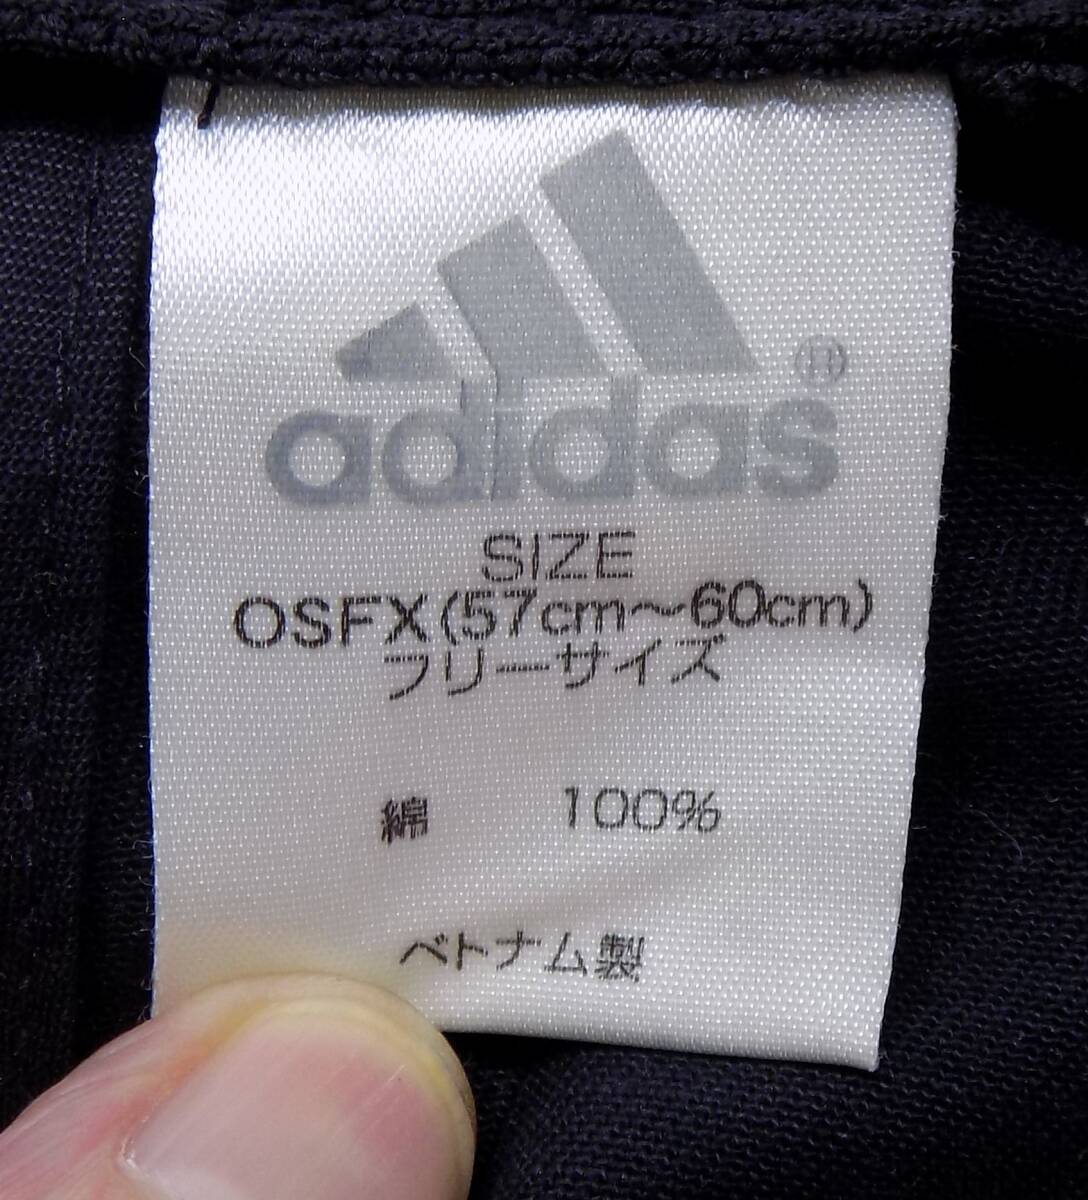 adidas®
SIZE
OSFX(57cm～60cm)
フリーサイズ
綿 100%
ベトナム製